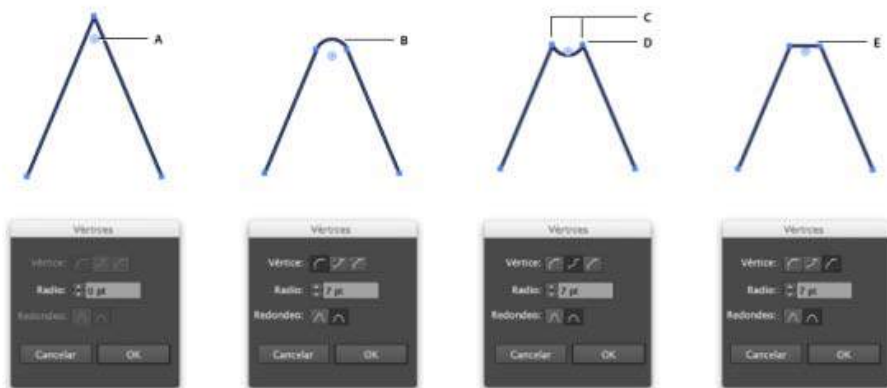 A
B
C
D
E
Vértices
Vértice:
Radio: 0 pt
Redondeo:
Cancelar OK
Vértices
Vértice:
Radio: 7 pt
Redondeo:
Cancelar OK
Vértices
Vértice:
Radio: 7 pt
Redondeo:
Cancelar OK
Vértices
Vértice:
Radio: 7 pt
Redondeo:
Cancelar OK